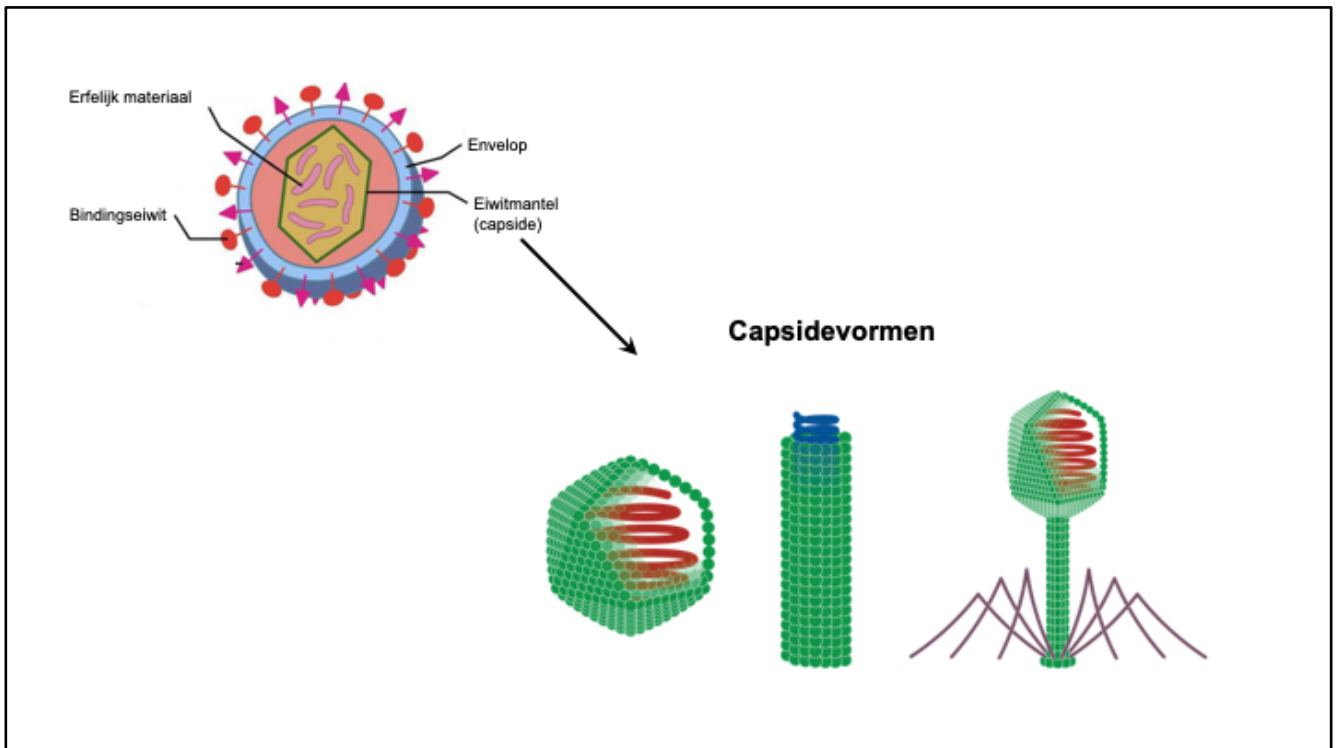 Erfelijk materiaal
Envelop
Eiwitmantel
(capside)
Bindingseiwit
Capsidevormen